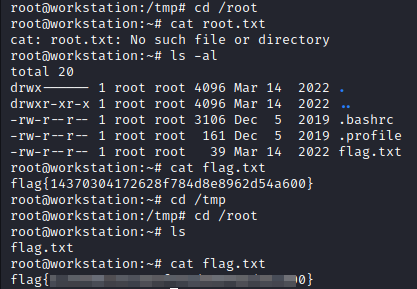 root@workstation:/tmp# cd /root
root@workstation:~# cat root.txt
cat: root.txt: No such file or directory
root@workstation:~# ls -al
total 20
drwx------ 1 root root 4096 Mar 14  2022 .
drwxr-xr-x 1 root root 4096 Mar 14  2022 ..
-rw-r--r-- 1 root root 3106 Dec  5  2019 .bashrc
-rw-r--r-- 1 root root  161 Dec  5  2019 .profile
-rw-r--r-- 1 root root   39 Mar 14  2022 flag.txt
root@workstation:~# cat flag.txt
flag{14370304172628f784d8e8962d54a600}
root@workstation:~# cd /tmp
root@workstation:/tmp# cd /root
root@workstation:~# ls
flag.txt
root@workstation:~# cat flag.txt
flag{ 00}